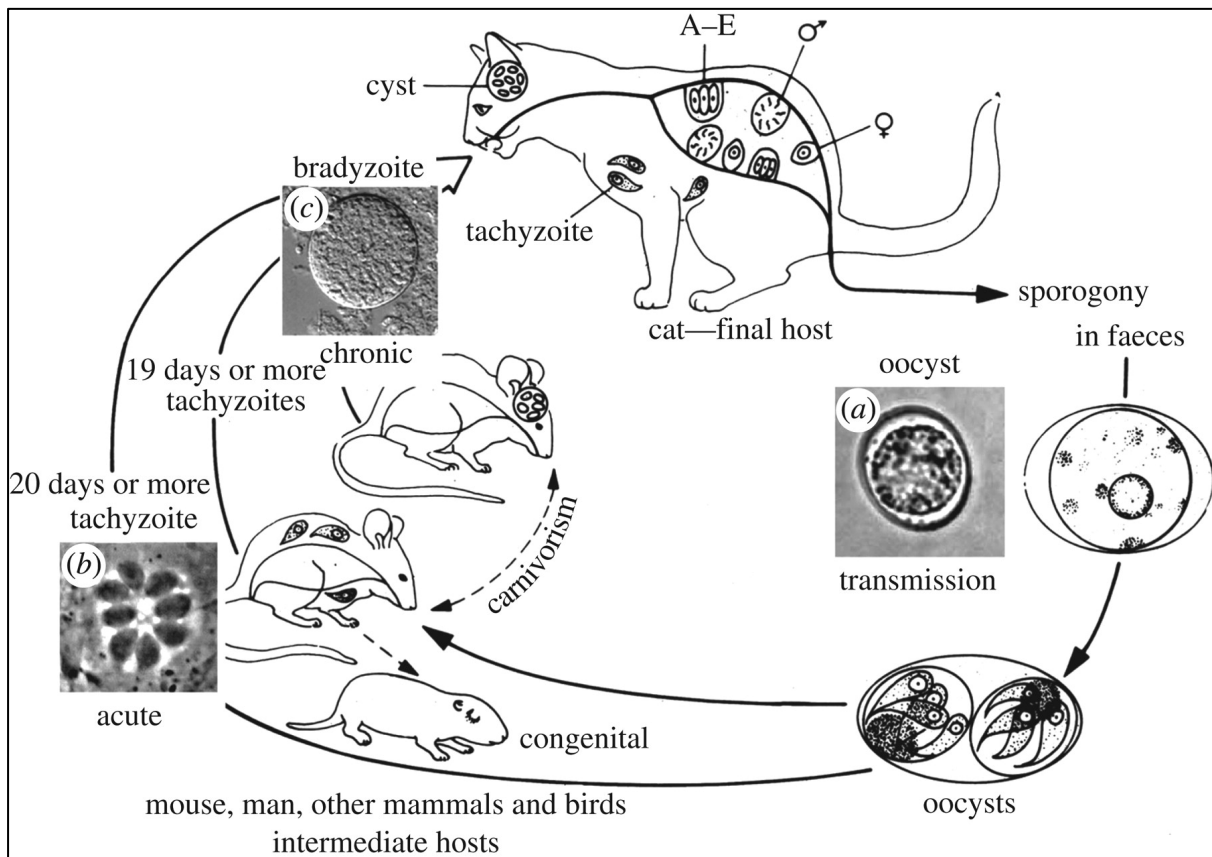 A–E
♂
cyst
♀
bradyzoite
(c)
tachyzoite
sporogony
cat—final host
in faeces
chronic
oocyst
19 days or more
tachyzoites
(a)
20 days or more
tachyzoite
carnivorism
(b)
transmission
acute
congenital
mouse, man, other mammals and birds
intermediate hosts
oocysts